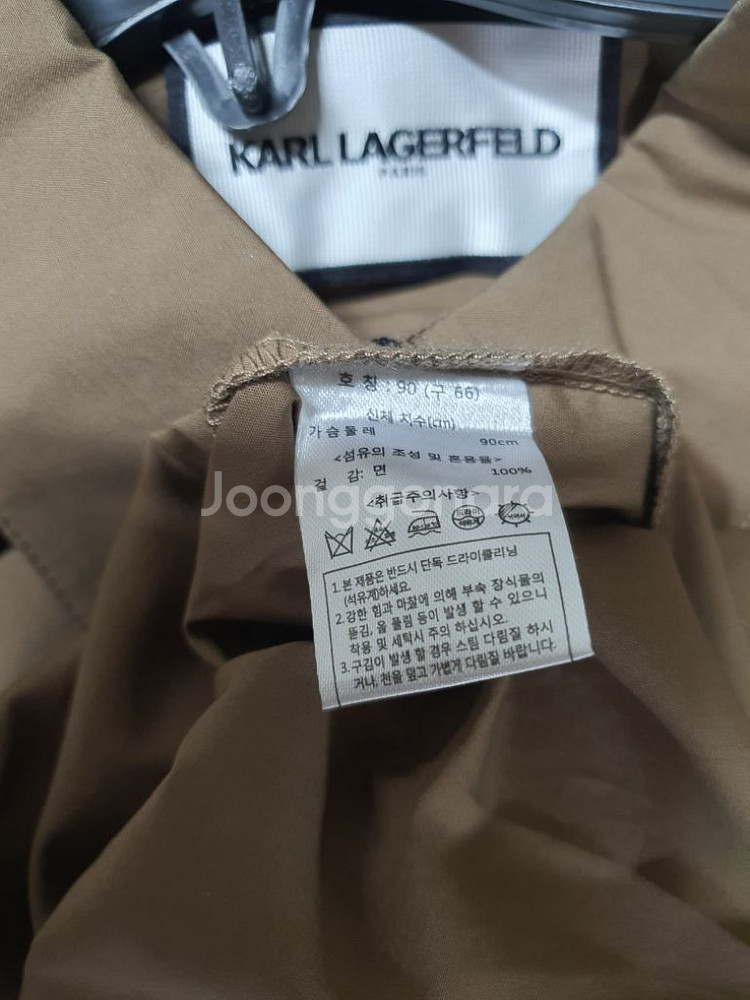 KARL LAGERFELD
PARIS
호 칭 : 90 (구 66)
신체 치수(cm)
가슴둘레 90cm
<섬유의 조성 및 혼용율>
겉 감: 면 100%
Joonggonara
<취급주의사항>
드라이
1.본 제품은 반드시 단독 드라이클리닝
(석유계)하세요.
2.강한 힘과 마찰에 의해 부속 장식물의
뜯김, 올 풀림 등이 발생 할 수 있으니
착용 및 세탁시 주의 하십시오.
3.구김이 발생 할 경우 스팀 다림질 하시
거나, 천을 덮고 가볍게 다림질 바랍니다.